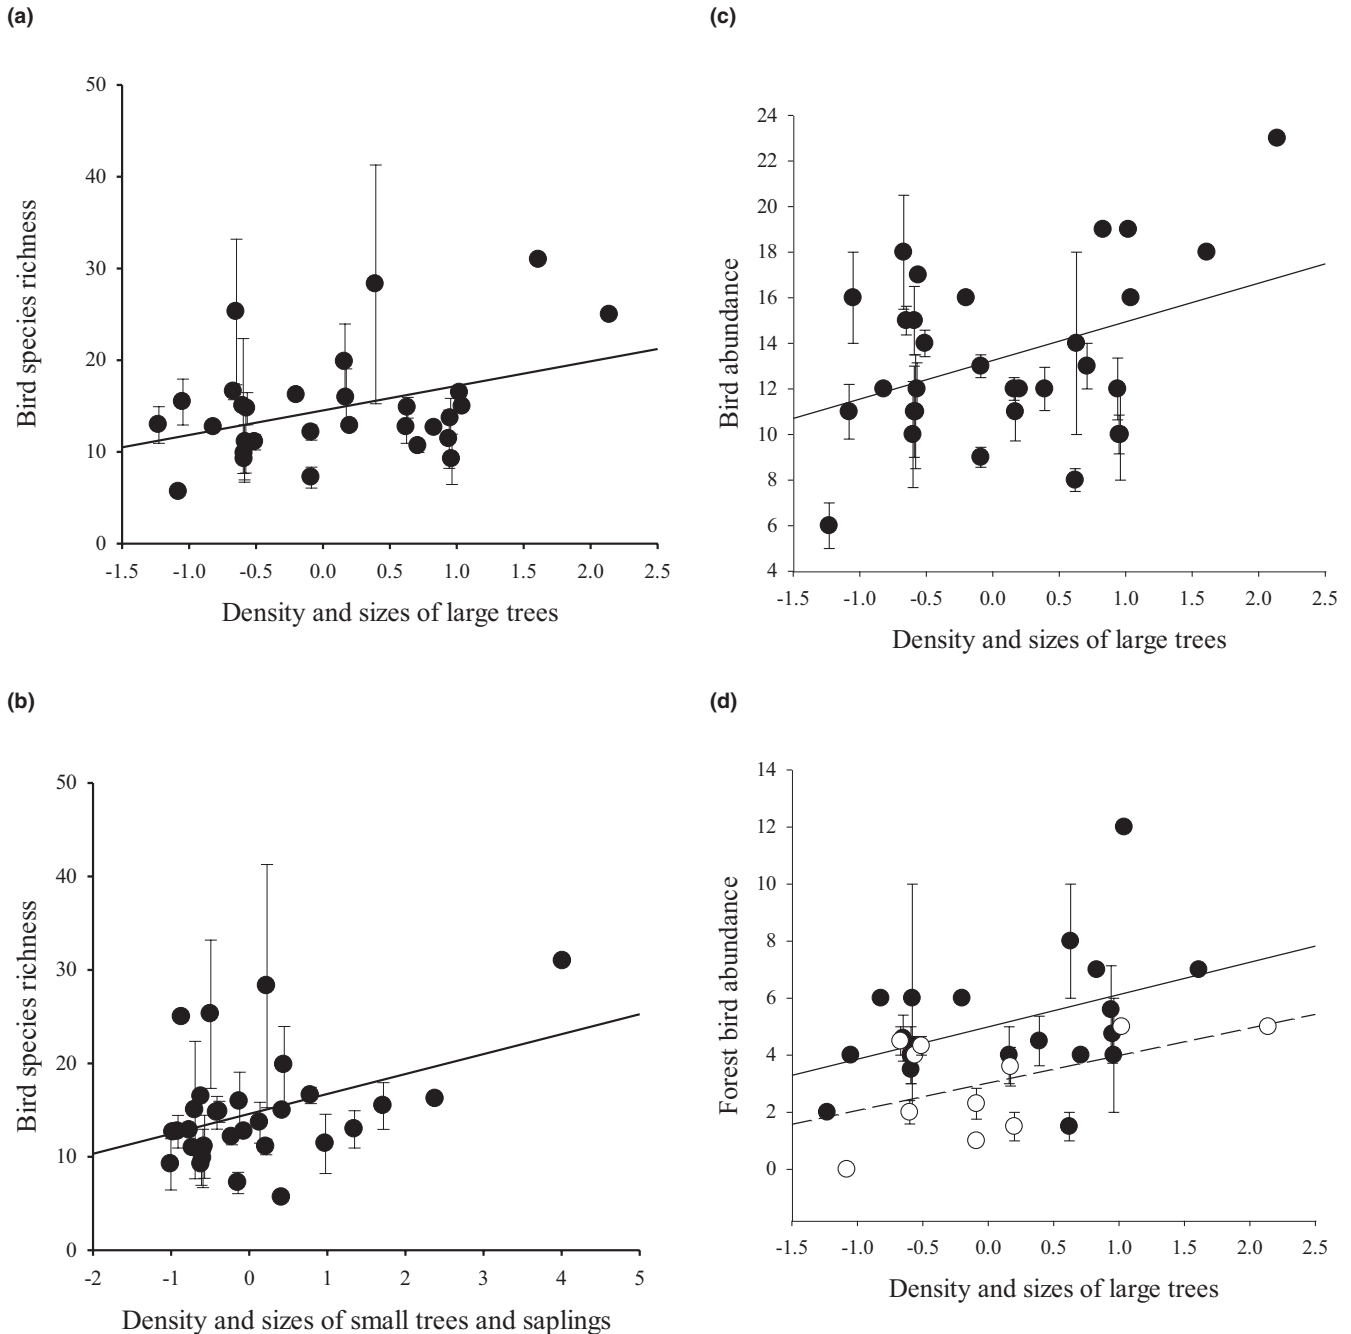 (a)
50
40
30
20
10
0
Bird species richness
-1.5 -1.0 -0.5 0.0 0.5 1.0 1.5 2.0 2.5
Density and sizes of large trees
(c)
24
22
20
18
16
14
12
10
8
6
4
Bird abundance
-1.5 -1.0 -0.5 0.0 0.5 1.0 1.5 2.0 2.5
Density and sizes of large trees
(b)
50
40
30
20
10
0
Bird species richness
-2 -1 0 1 2 3 4 5
Density and sizes of small trees and saplings
(d)
14
12
10
8
6
4
2
0
Forest bird abundance
-1.5 -1.0 -0.5 0.0 0.5 1.0 1.5 2.0 2.5
Density and sizes of large trees